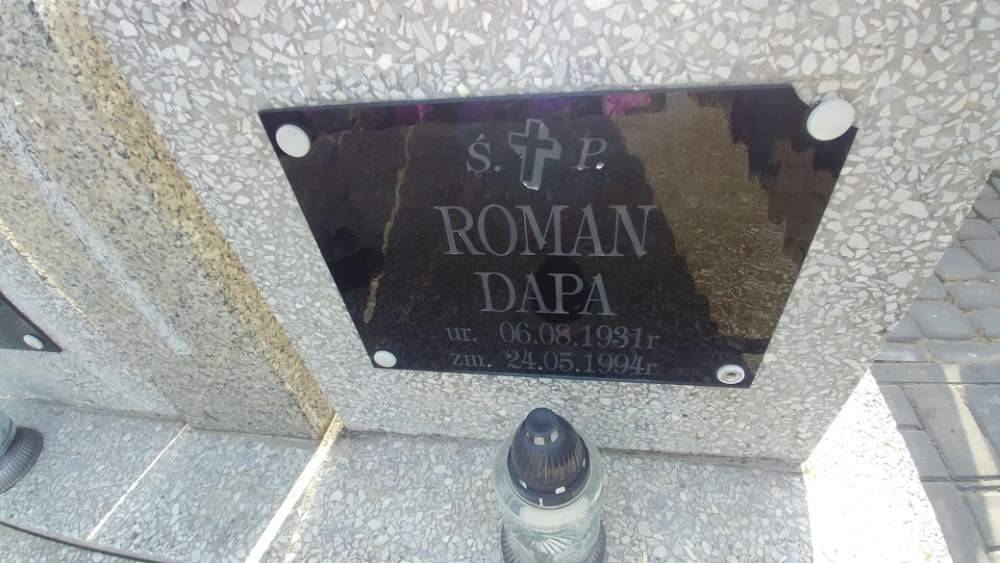 Ś. P.
ROMAN
DAPA
ur. 06.08.1931r
zm. 24.05.1994r